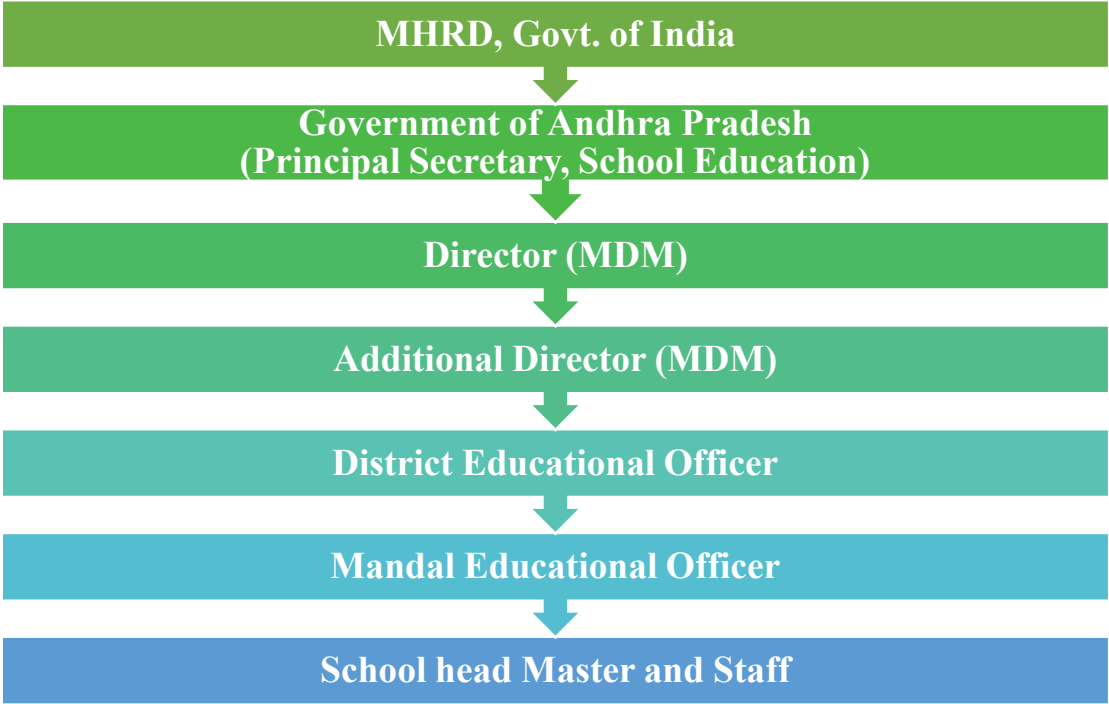 MHRD, Govt. of India
Government of Andhra Pradesh
(Principal Secretary, School Education)
Director (MDM)
Additional Director (MDM)
District Educational Officer
Mandal Educational Officer
School head Master and Staff